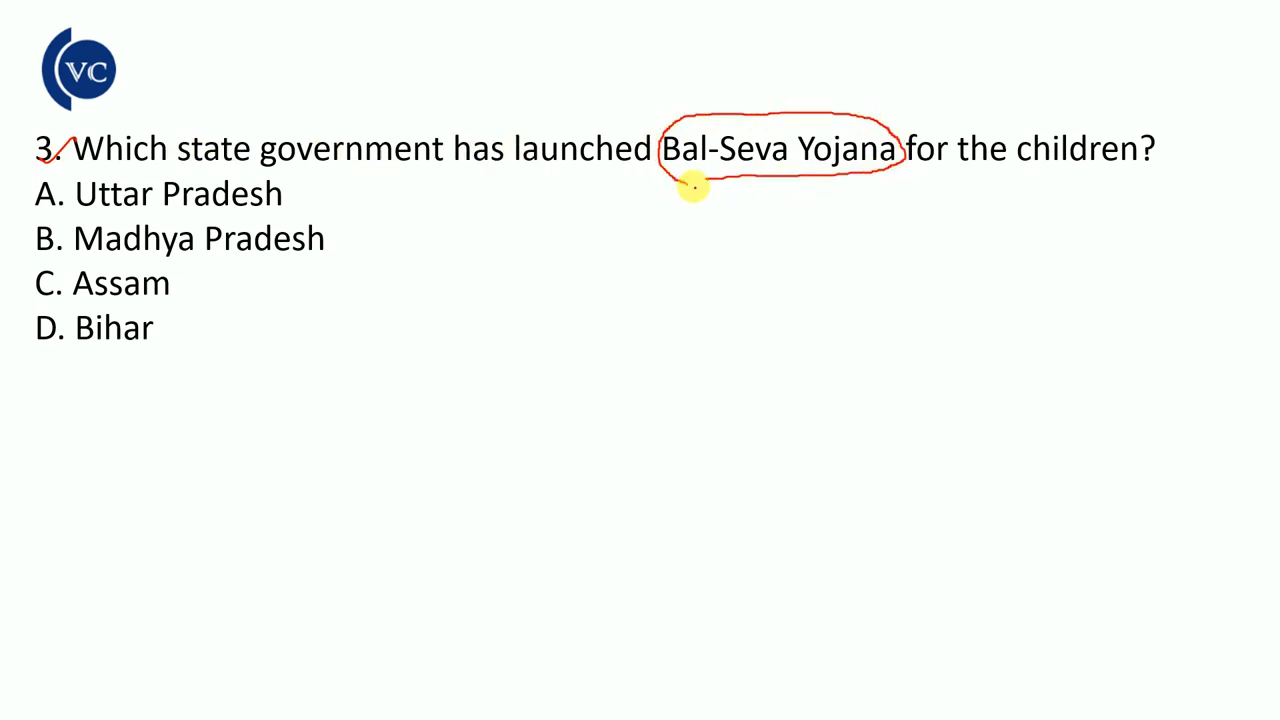 VC
3. Which state government has launched Bal-Seva Yojana for the children?
A. Uttar Pradesh
B. Madhya Pradesh
C. Assam
D. Bihar